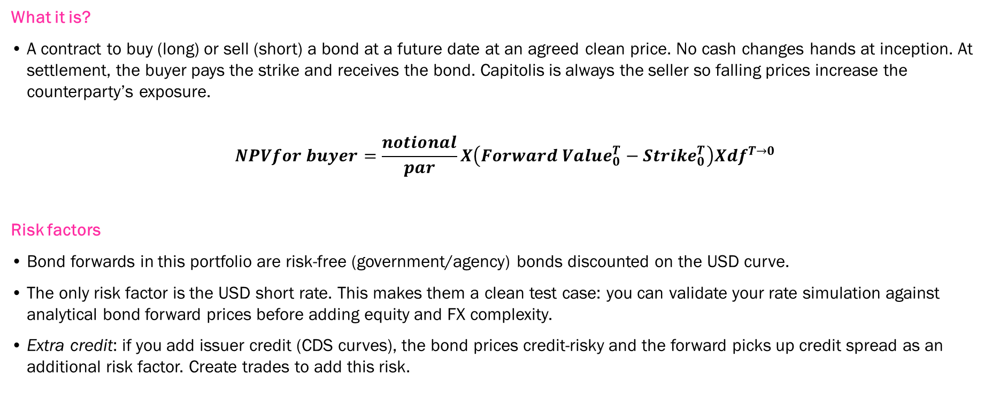 What it is?
• A contract to buy (long) or sell (short) a bond at a future date at an agreed clean price. No cash changes hands at inception. At
settlement, the buyer pays the strike and receives the bond. Capitolis is always the seller so falling prices increase the
counterparty’s exposure.
NPV for buyer = \frac{notional}{par} X(Forward Value_0^T − Strike_0^T)Xdf^{T→0}
Risk factors
• Bond forwards in this portfolio are risk-free (government/agency) bonds discounted on the USD curve.
• The only risk factor is the USD short rate. This makes them a clean test case: you can validate your rate simulation against
analytical bond forward prices before adding equity and FX complexity.
• Extra credit: if you add issuer credit (CDS curves), the bond prices credit-risky and the forward picks up credit spread as an
additional risk factor. Create trades to add this risk.